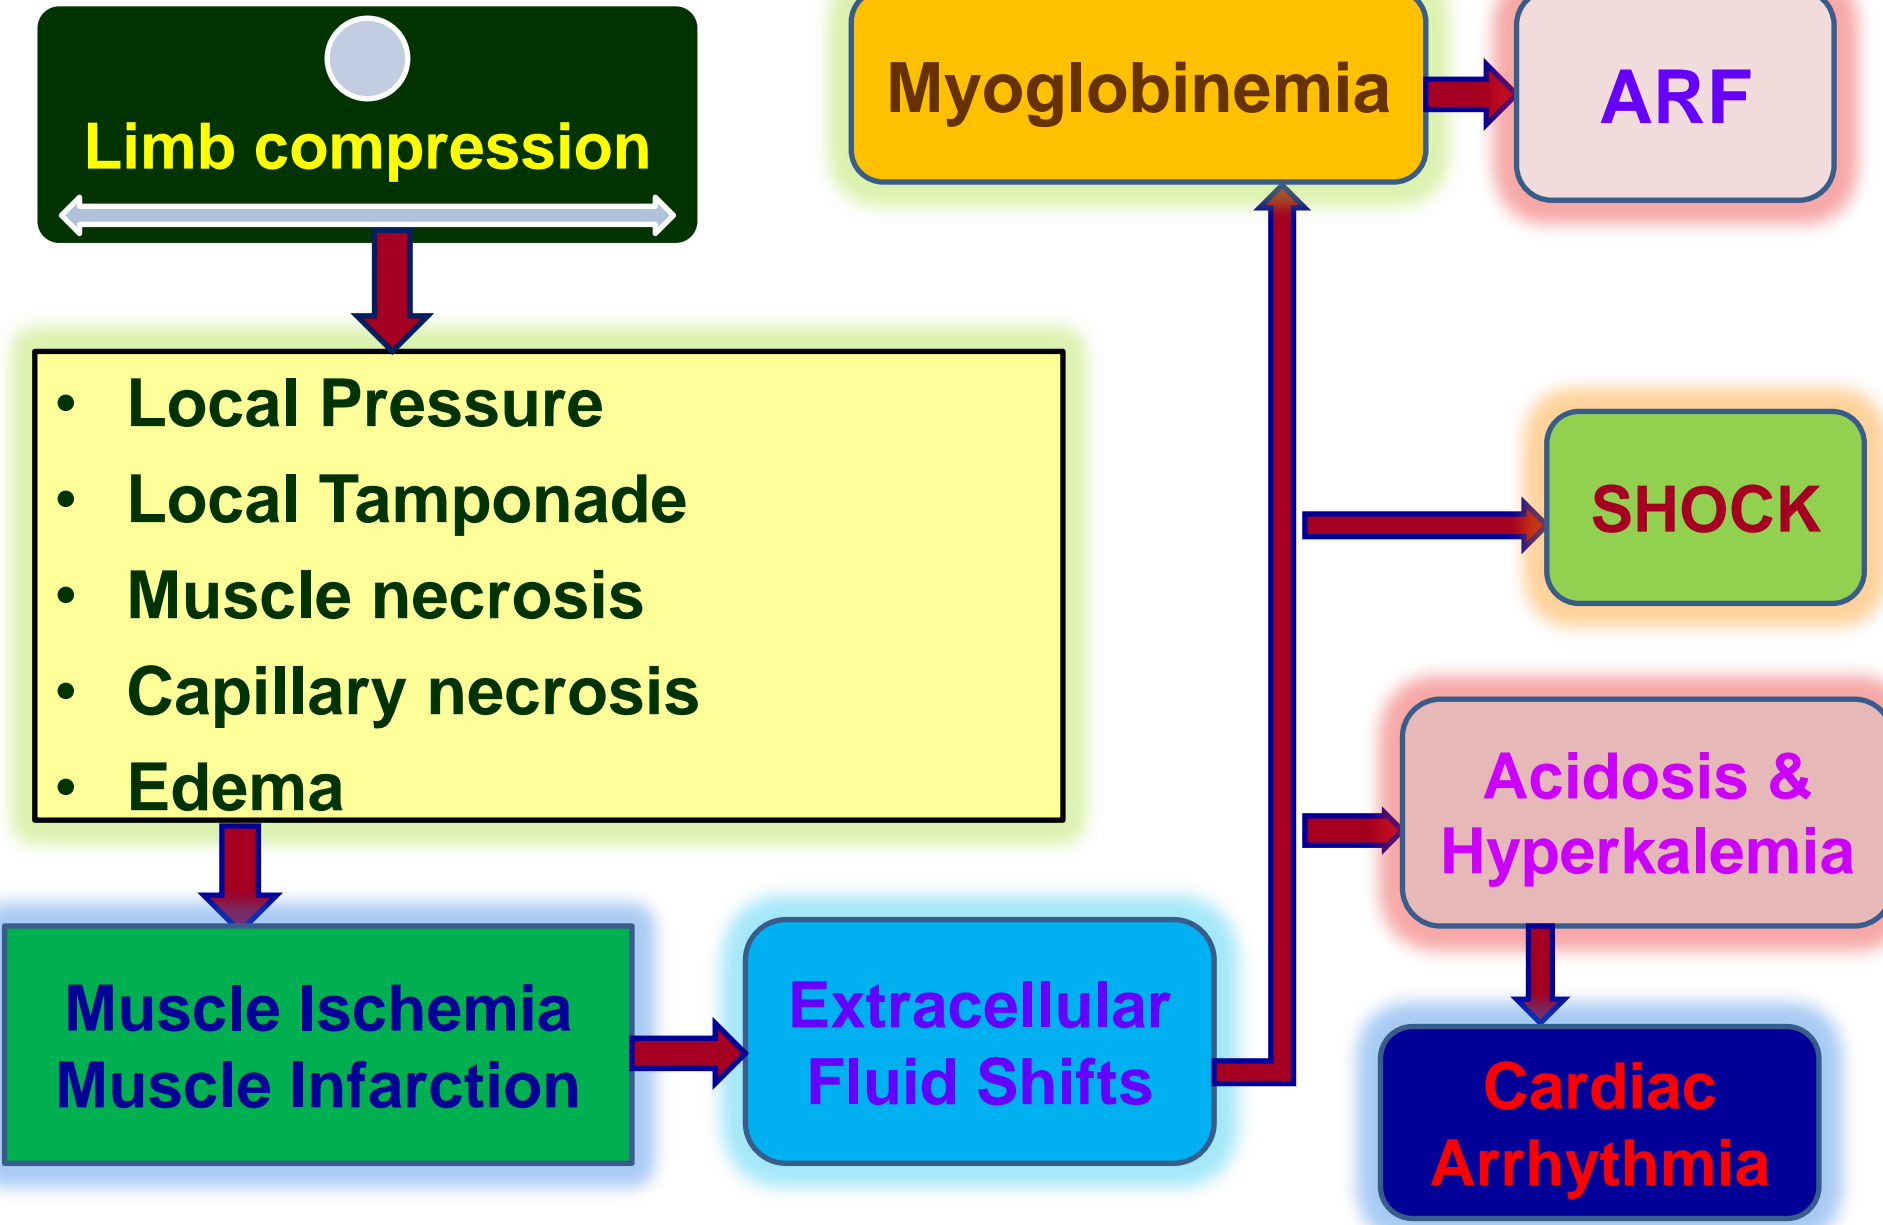 Limb compression
• Local Pressure
• Local Tamponade
• Muscle necrosis
• Capillary necrosis
• Edema
Muscle Ischemia
Muscle Infarction
Extracellular
Fluid Shifts
Myoglobinemia
ARF
SHOCK
Acidosis &
Hyperkalemia
Cardiac
Arrhythmia